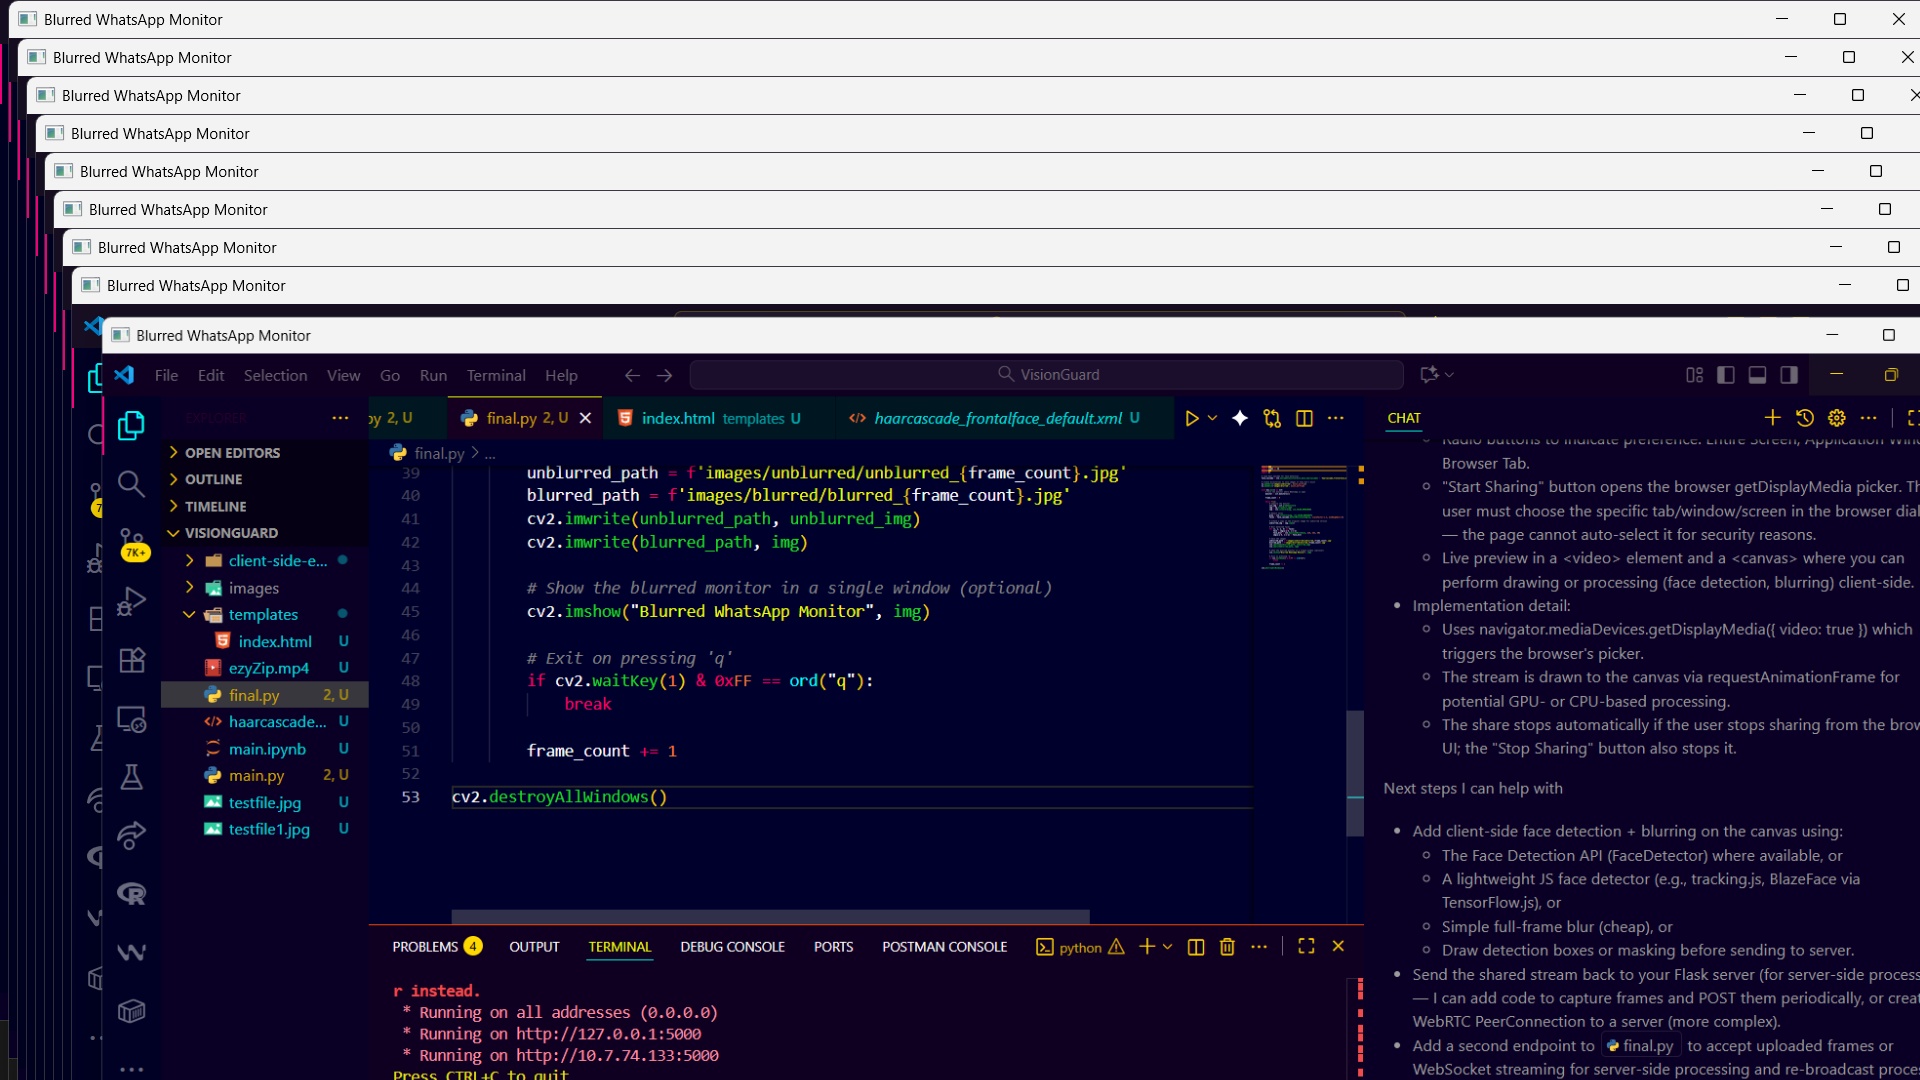 Blurred WhatsApp Monitor
Blurred WhatsApp Monitor
Blurred WhatsApp Monitor
Blurred WhatsApp Monitor
Blurred WhatsApp Monitor
Blurred WhatsApp Monitor
Blurred WhatsApp Monitor
Blurred WhatsApp Monitor
Blurred WhatsApp Monitor
File Edit Selection View Go Run Terminal Help
VisionGuard
EXPLORER
OPEN EDITORS
OUTLINE
TIMELINE
VISIONGUARD
client-side-e...
images
templates
index.html U
ezyZip.mp4 U
final.py 2, U
haarcascade... U
main.ipynb U
main.py 2, U
testfile.jpg U
testfile1.jpg U
7K+
py 2, U
final.py 2, U
index.html templates U
haarcascade_frontalface_default.xml U
final.py > ...
39 unblurred_path = f'images/unblurred/unblurred_{frame_count}.jpg'
40 blurred_path = f'images/blurred/blurred_{frame_count}.jpg'
41 cv2.imwrite(unblurred_path, unblurred_img)
42 cv2.imwrite(blurred_path, img)
43
44 # Show the blurred monitor in a single window (optional)
45 cv2.imshow("Blurred WhatsApp Monitor", img)
46
47 # Exit on pressing 'q'
48 if cv2.waitKey(1) & 0xFF == ord("q"):
49 break
50
51 frame_count += 1
52
53 cv2.destroyAllWindows()
PROBLEMS 4 OUTPUT TERMINAL DEBUG CONSOLE PORTS POSTMAN CONSOLE python
r instead.
* Running on all addresses (0.0.0.0)
* Running on http://127.0.0.1:5000
* Running on http://10.7.74.133:5000
Press CTRL+C to quit
CHAT
Radio buttons to indicate preference: Entire Screen, Application Win
Browser Tab.
"Start Sharing" button opens the browser getDisplayMedia picker. Th
user must choose the specific tab/window/screen in the browser dial
— the page cannot auto-select it for security reasons.
Live preview in a <video> element and a <canvas> where you can
perform drawing or processing (face detection, blurring) client-side.
• Implementation detail:
Uses navigator.mediaDevices.getDisplayMedia({ video: true }) which
triggers the browser's picker.
The stream is drawn to the canvas via requestAnimationFrame for
potential GPU- or CPU-based processing.
The share stops automatically if the user stops sharing from the brow
UI; the "Stop Sharing" button also stops it.
Next steps I can help with
• Add client-side face detection + blurring on the canvas using:
The Face Detection API (FaceDetector) where available, or
A lightweight JS face detector (e.g., tracking.js, BlazeFace via
TensorFlow.js), or
Simple full-frame blur (cheap), or
Draw detection boxes or masking before sending to server.
• Send the shared stream back to your Flask server (for server-side process
— I can add code to capture frames and POST them periodically, or creat
WebRTC PeerConnection to a server (more complex).
• Add a second endpoint to final.py to accept uploaded frames or
WebSocket streaming for server-side processing and re-broadcast proce